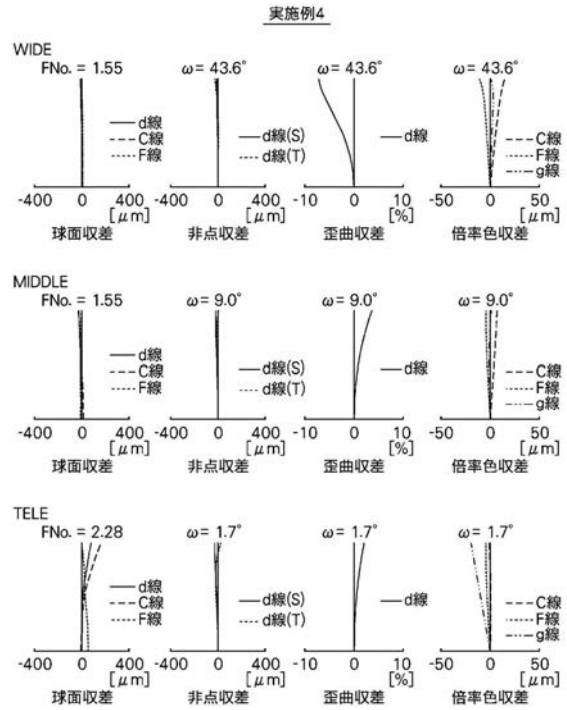 実施例4
WIDE
FNo. = 1.55 ω= 43.6° ω= 43.6° ω= 43.6°
d線 C線 F線
d線(S) d線(T)
d線
C線 F線 g線
-400 0 400 -400 0 400 -10 0 10 -50 0 50
[μm] [μm] [%] [μm]
球面収差 非点収差 歪曲収差 倍率色収差
MIDDLE
FNo. = 1.55 ω= 9.0° ω= 9.0° ω= 9.0°
d線 C線 F線
d線(S) d線(T)
d線
C線 F線 g線
-400 0 400 -400 0 400 -10 0 10 -50 0 50
[μm] [μm] [%] [μm]
球面収差 非点収差 歪曲収差 倍率色収差
TELE
FNo. = 2.28 ω= 1.7° ω= 1.7° ω= 1.7°
d線 C線 F線
d線(S) d線(T)
d線
C線 F線 g線
-400 0 400 -400 0 400 -10 0 10 -50 0 50
[μm] [μm] [%] [μm]
球面収差 非点収差 歪曲収差 倍率色収差